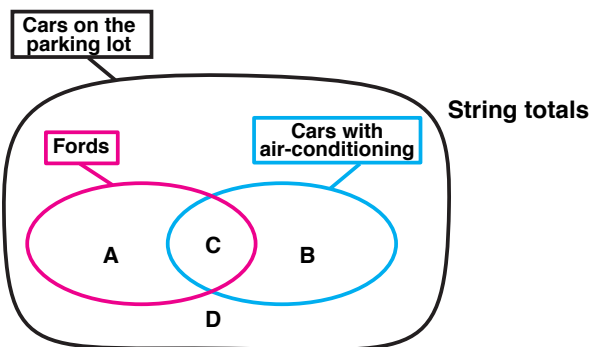 Cars on the
parking lot
String totals
Fords
Cars with
air-conditioning
A
C
B
D